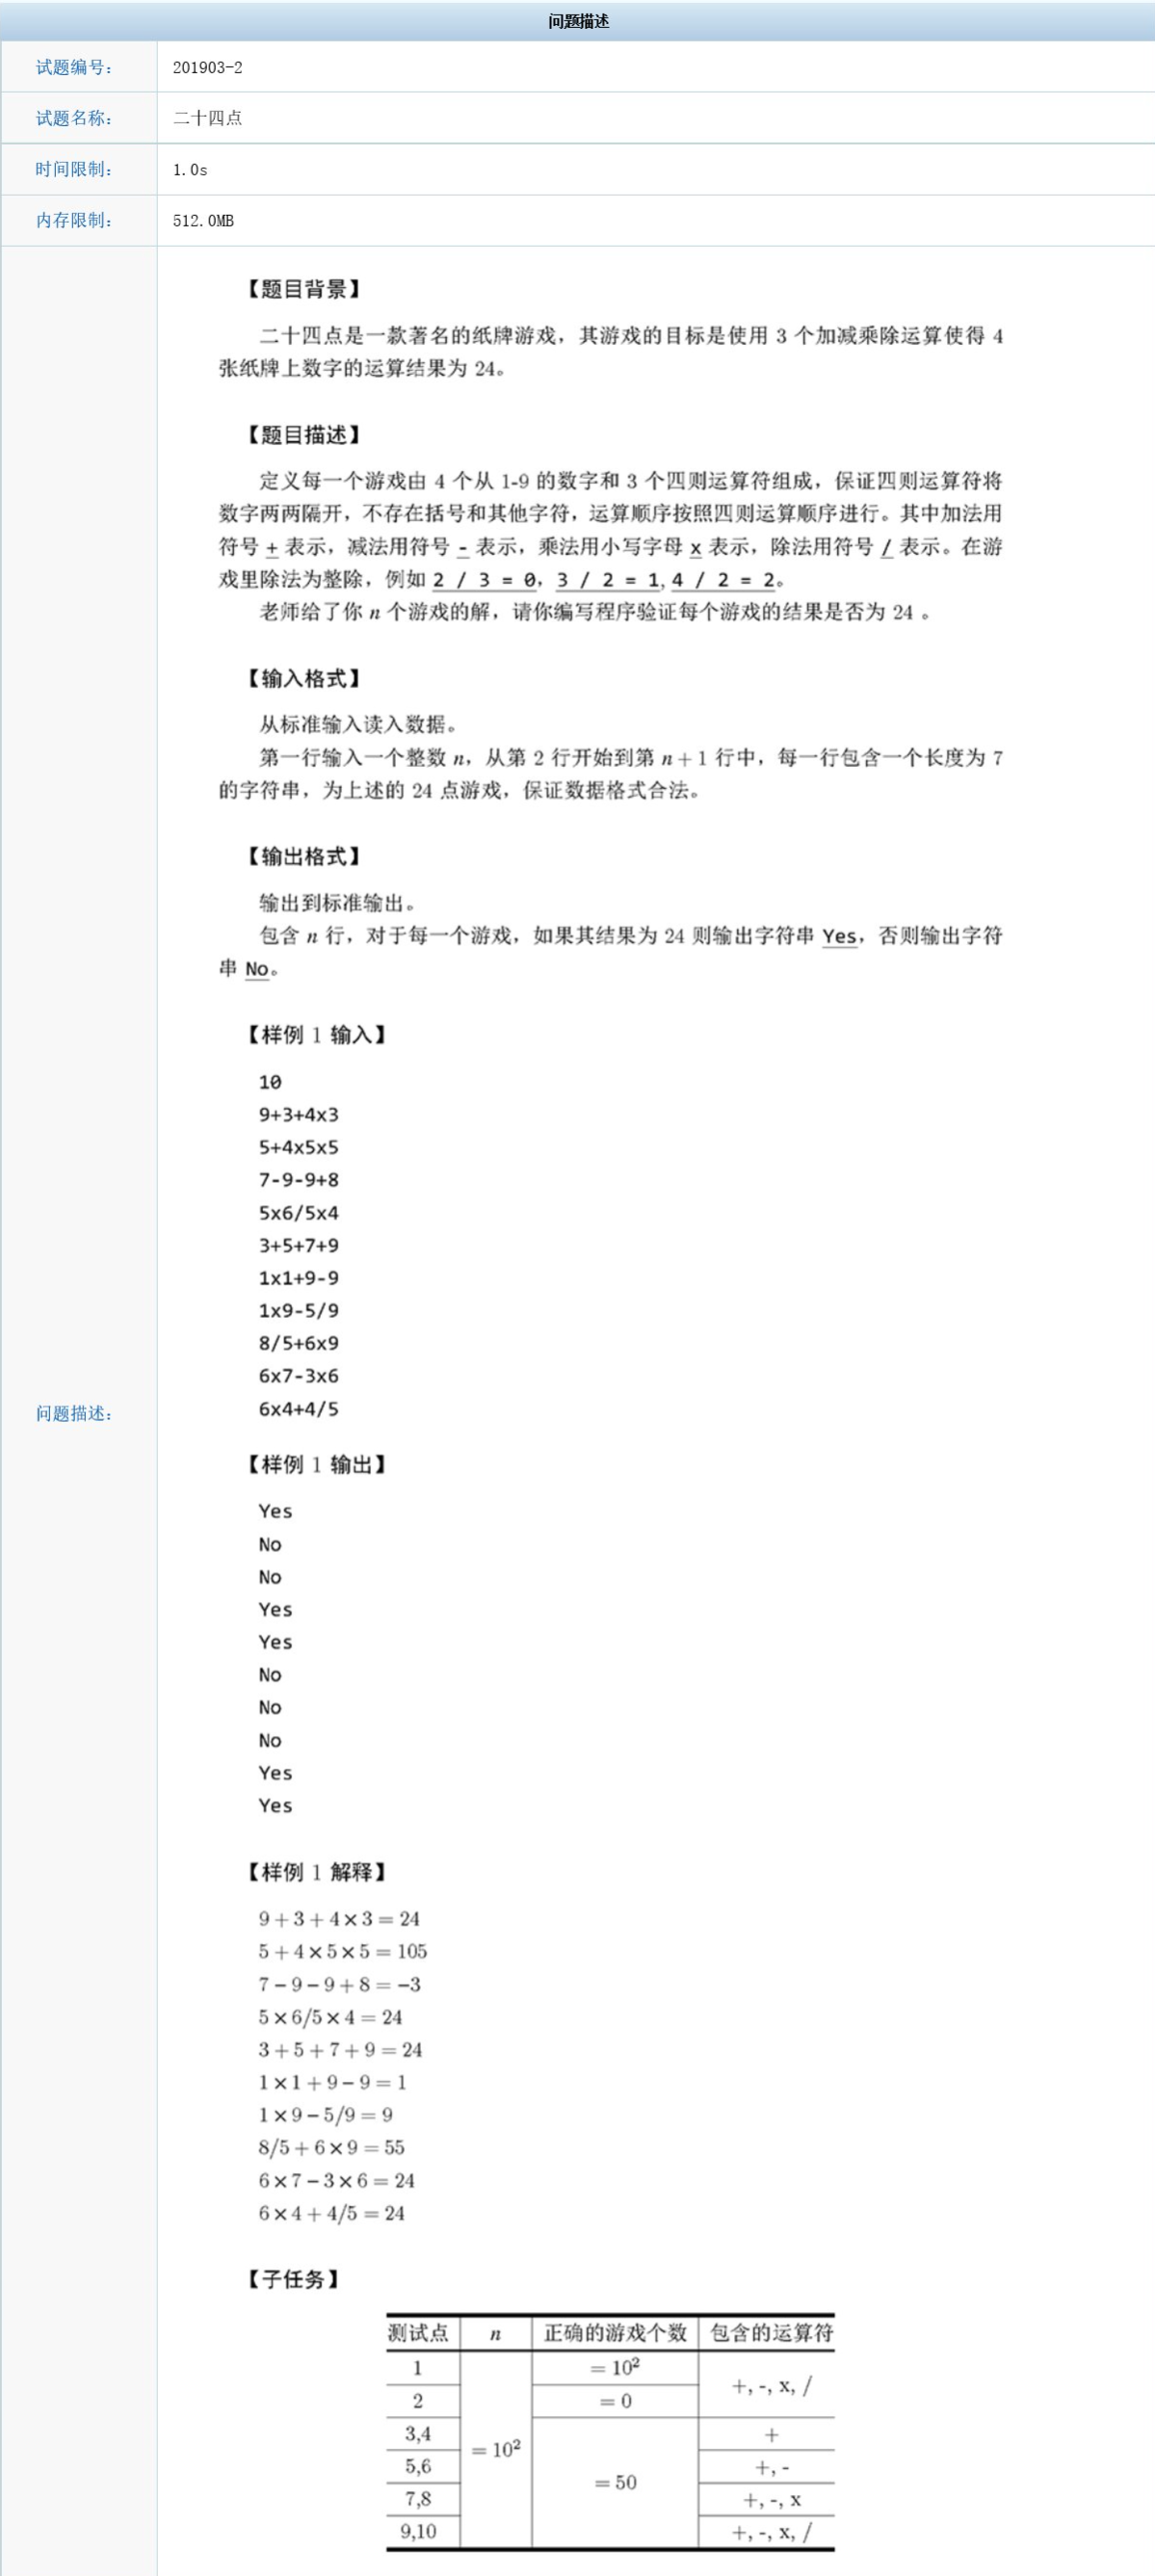 问题描述
试题编号： 201903-2
试题名称： 二十四点
时间限制： 1.0s
内存限制： 512.0MB
问题描述：
【题目背景】
二十四点是一款著名的纸牌游戏，其游戏的目标是使用 3 个加减乘除运算使得 4
张纸牌上数字的运算结果为 24。
【题目描述】
定义每一个游戏由 4 个从 1-9 的数字和 3 个四则运算符组成，保证四则运算符将
数字两两隔开，不存在括号和其他字符，运算顺序按照四则运算顺序进行。其中加法用
符号 + 表示，减法用符号 - 表示，乘法用小写字母 x 表示，除法用符号 / 表示。在游
戏里除法为整除，例如 2 / 3 = 0，3 / 2 = 1, 4 / 2 = 2。
老师给了你 n 个游戏的解，请你编写程序验证每个游戏的结果是否为 24 。
【输入格式】
从标准输入读入数据。
第一行输入一个整数 n，从第 2 行开始到第 n + 1 行中，每一行包含一个长度为 7
的字符串，为上述的 24 点游戏，保证数据格式合法。
【输出格式】
输出到标准输出。
包含 n 行，对于每一个游戏，如果其结果为 24 则输出字符串 Yes，否则输出字符
串 No。
【样例 1 输入】
10
9+3+4x3
5+4x5x5
7-9-9+8
5x6/5x4
3+5+7+9
1x1+9-9
1x9-5/9
8/5+6x9
6x7-3x6
6x4+4/5
【样例 1 输出】
Yes
No
No
Yes
Yes
No
No
No
Yes
Yes
【样例 1 解释】
9 + 3 + 4 × 3 = 24
5 + 4 × 5 × 5 = 105
7 − 9 − 9 + 8 = −3
5 × 6/5 × 4 = 24
3 + 5 + 7 + 9 = 24
1 × 1 + 9 − 9 = 1
1 × 9 − 5/9 = 9
8/5 + 6 × 9 = 55
6 × 7 − 3 × 6 = 24
6 × 4 + 4/5 = 24
【子任务】
测试点 n 正确的游戏个数 包含的运算符
1 = 10² +, -, x, /
2 = 0
3,4 = 10² = 50 +
5,6 +, -
7,8 +, -, x
9,10 +, -, x, /